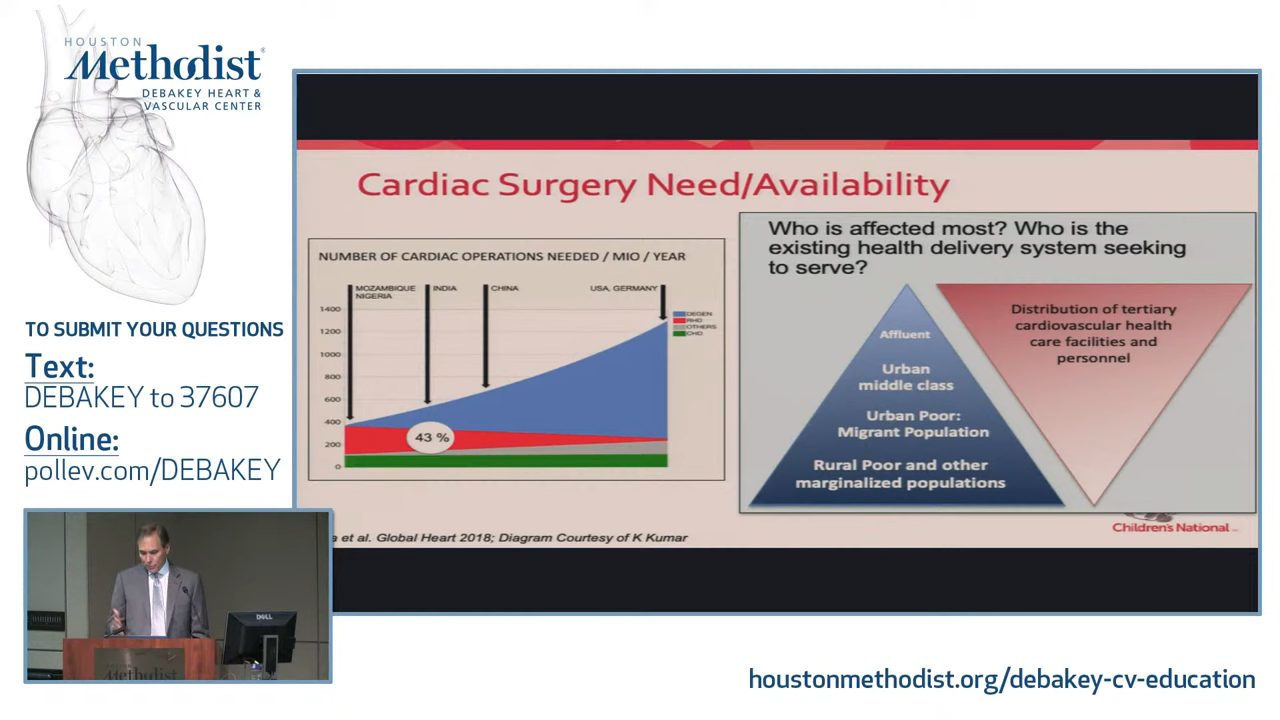 HOUSTON
Methodist
DEBAKEY HEART &
VASCULAR CENTER
TO SUBMIT YOUR QUESTIONS
Text:
DEBAKEY to 37607
Online:
pollev.com/DEBAKEY
Cardiac Surgery Need/Availability
NUMBER OF CARDIAC OPERATIONS NEEDED / MIO / YEAR
MOZAMBIQUE
NIGERIA
INDIA
CHINA
USA, GERMANY
1400
1200
1000
800
600
400
200
0
DEGEN
RHD
OTHERS
CHD
43 %
Who is affected most? Who is the
existing health delivery system seeking
to serve?
Affluent
Urban
middle class
Urban Poor:
Migrant Population
Rural Poor and other
marginalized populations
Distribution of tertiary
cardiovascular health
care facilities and
personnel
Children's National
et al. Global Heart 2018; Diagram Courtesy of K Kumar
DELL
HOUSTON
Methodist
houstonmethodist.org/debakey-cv-education